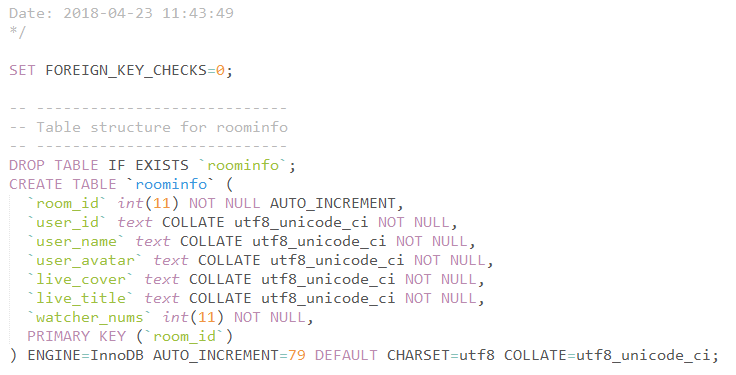 Date: 2018-04-23 11:43:49
*/
SET FOREIGN_KEY_CHECKS=0;
-- ----------------------------
-- Table structure for roominfo
-- ----------------------------
DROP TABLE IF EXISTS `roominfo`;
CREATE TABLE `roominfo` (
  `room_id` int(11) NOT NULL AUTO_INCREMENT,
  `user_id` text COLLATE utf8_unicode_ci NOT NULL,
  `user_name` text COLLATE utf8_unicode_ci NOT NULL,
  `user_avatar` text COLLATE utf8_unicode_ci NOT NULL,
  `live_cover` text COLLATE utf8_unicode_ci NOT NULL,
  `live_title` text COLLATE utf8_unicode_ci NOT NULL,
  `watcher_nums` int(11) NOT NULL,
  PRIMARY KEY (`room_id`)
) ENGINE=InnoDB AUTO_INCREMENT=79 DEFAULT CHARSET=utf8 COLLATE=utf8_unicode_ci;